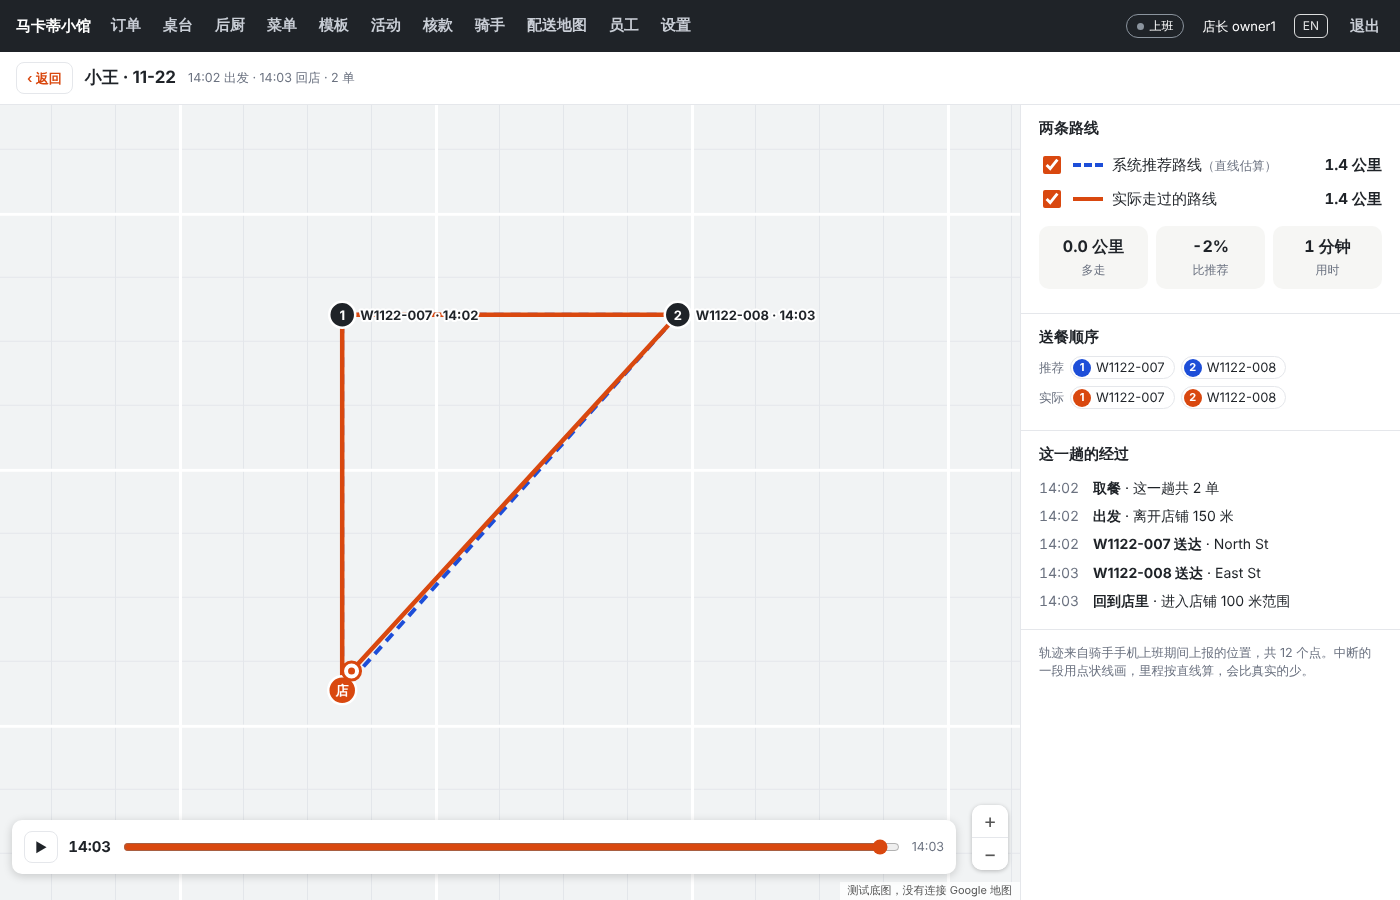 马卡蒂小馆 订单 桌台 后厨 菜单 模板 活动 核款 骑手 配送地图 员工 设置 上班 店长 owner1 EN 退出
‹ 返回 小王 · 11-22 14:02 出发 · 14:03 回店 · 2 单
两条路线
系统推荐路线（直线估算） 1.4 公里
实际走过的路线 1.4 公里
0.0 公里 -2% 1 分钟
多走 比推荐 用时
1 W1122-007 · 14:02 2 W1122-008 · 14:03
送餐顺序
推荐 1 W1122-007 2 W1122-008
实际 1 W1122-007 2 W1122-008
这一趟的经过
14:02 取餐 · 这一趟共 2 单
14:02 出发 · 离开店铺 150 米
14:02 W1122-007 送达 · North St
14:03 W1122-008 送达 · East St
14:03 回到店里 · 进入店铺 100 米范围
轨迹来自骑手手机上班期间上报的位置，共 12 个点。中断的
一段用点状线画，里程按直线算，会比真实的少。
店
14:03 14:03
+
−
测试底图，没有连接 Google 地图